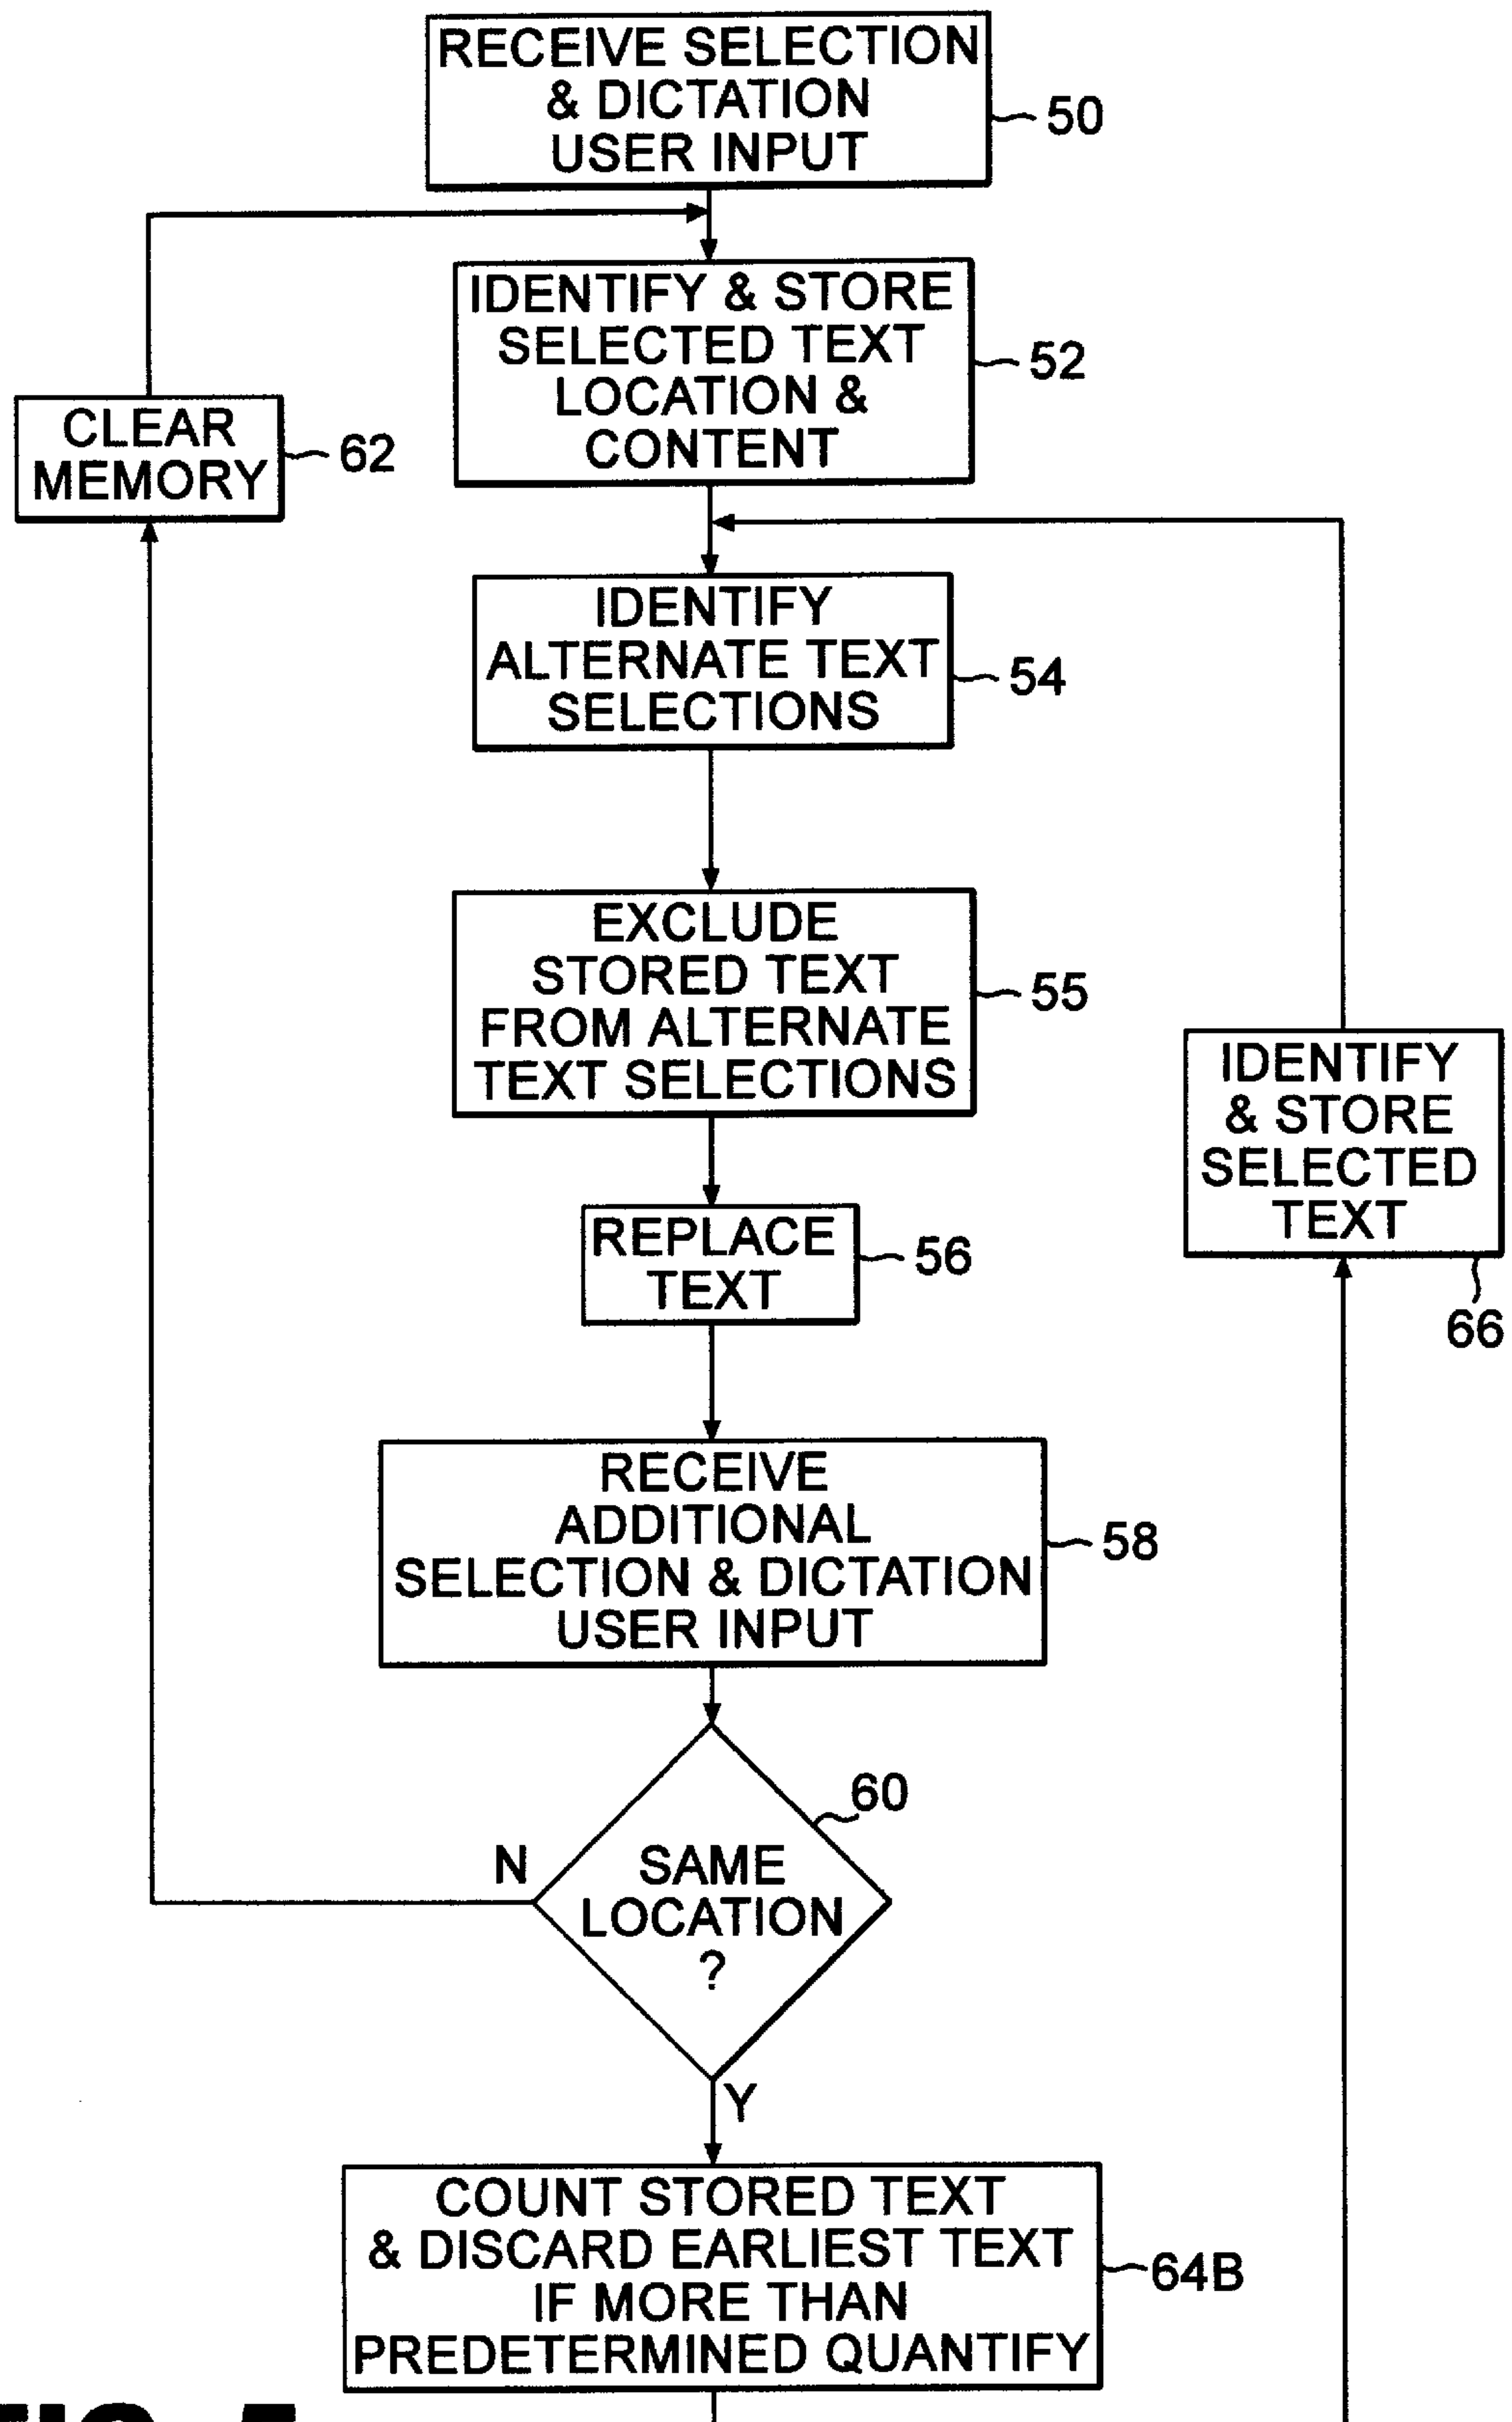 RECEIVE SELECTION
& DICTATION
USER INPUT
50
IDENTIFY & STORE
SELECTED TEXT
LOCATION &
CONTENT
52
CLEAR
MEMORY
62
IDENTIFY
ALTERNATE TEXT
SELECTIONS
54
EXCLUDE
STORED TEXT
FROM ALTERNATE
TEXT SELECTIONS
55
IDENTIFY
& STORE
SELECTED
TEXT
66
REPLACE
TEXT
56
RECEIVE
ADDITIONAL
SELECTION & DICTATION
USER INPUT
58
60
SAME
LOCATION
?
N
Y
COUNT STORED TEXT
& DISCARD EARLIEST TEXT
IF MORE THAN
PREDETERMINED QUANTIFY
64B